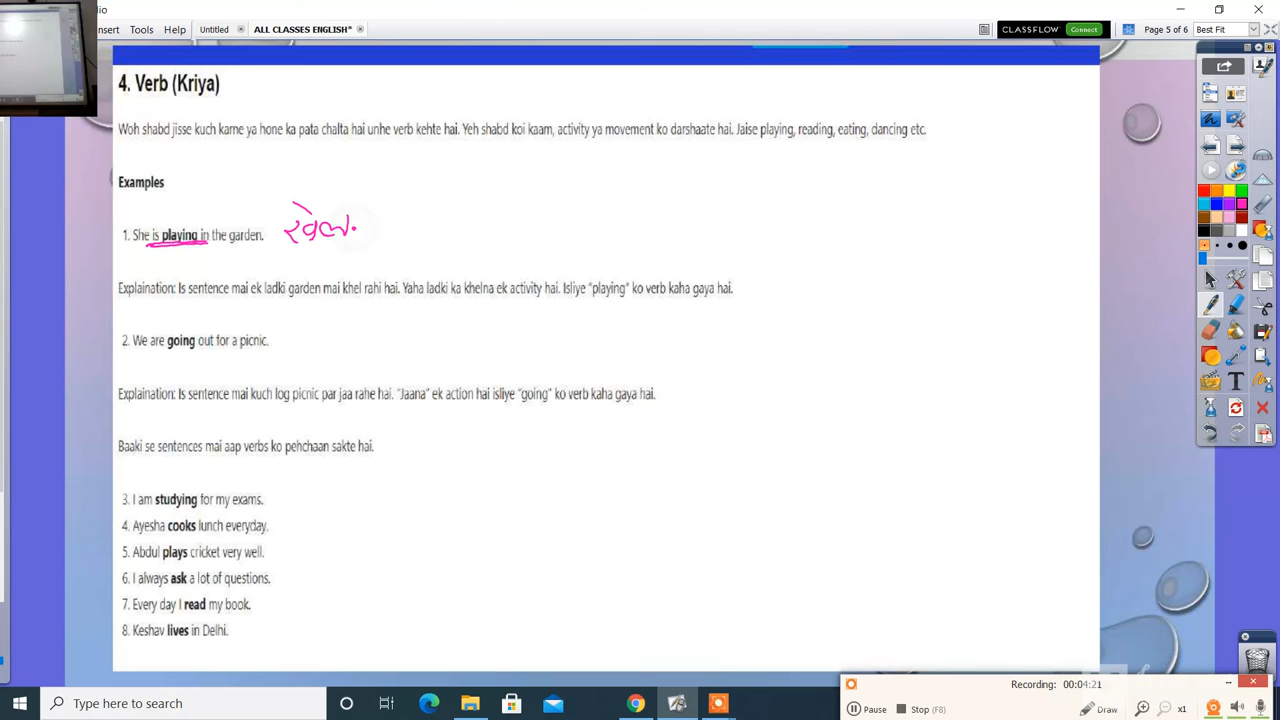 Insert Tools Help Untitled ALL CLASSES ENGLISH* CLASSFLOW Connect Page 5 of 6 Best Fit
4. Verb (Kriya)
Woh shabd jisse kuch karne ya hone ka pata chalta hai unhe verb kehte hai. Yeh shabd koi kaam, activity ya movement ko darshaate hai. Jaise playing, reading, eating, dancing etc.
Examples
1. She is playing in the garden. खेल
Explaination: Is sentence mai ek ladki garden mai khel rahi hai. Yaha ladki ka khelna ek activity hai. Isliye "playing" ko verb kaha gaya hai.
2. We are going out for a picnic.
Explaination: Is sentence mai kuch log picnic par jaa rahe hai. "Jaana" ek action hai isliye "going" ko verb kaha gaya hai.
Baaki se sentences mai aap verbs ko pehchaan sakte hai.
3. I am studying for my exams.
4. Ayesha cooks lunch everyday.
5. Abdul plays cricket very well.
6. I always ask a lot of questions.
7. Every day I read my book.
8. Keshav lives in Delhi.
Recording: 00:04:21
Pause Stop (F8) Draw x1
Type here to search